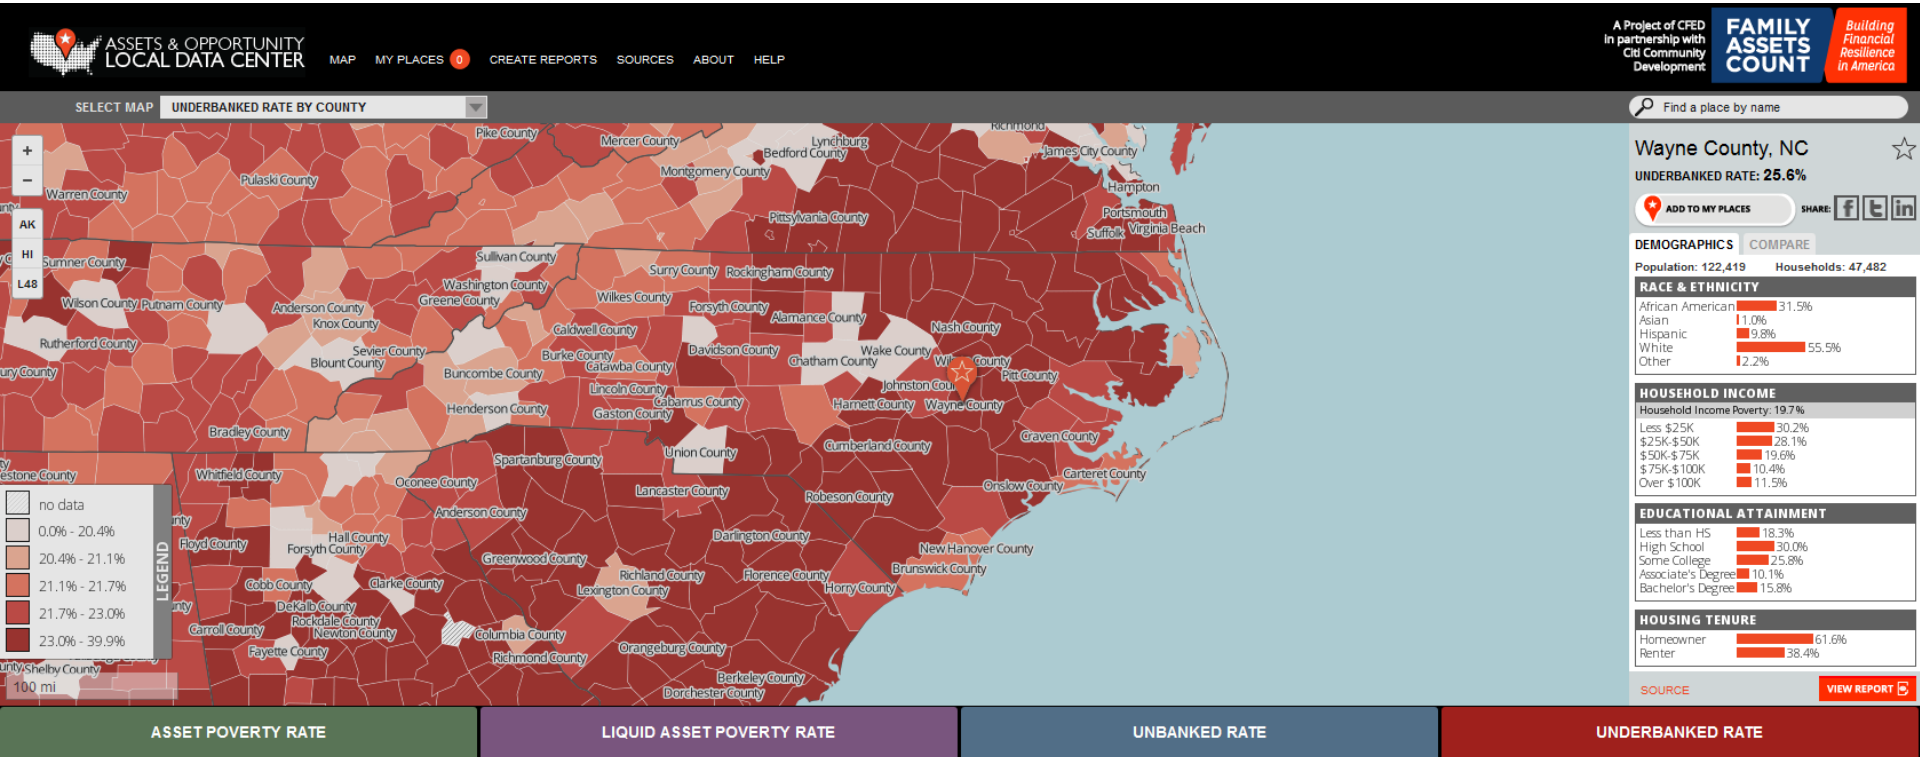 ASSETS & OPPORTUNITY
LOCAL DATA CENTER
MAP MY PLACES 0 CREATE REPORTS SOURCES ABOUT HELP
A Project of CFED
in partnership with
Citi Community
Development
FAMILY
ASSETS
COUNT
Building
Financial
Resilience
in America
SELECT MAP UNDERBANKED RATE BY COUNTY
Find a place by name
+
−
AK
HI
L48
Pike County
Mercer County
Lynchburg
Bedford County
Richmond
James City County
Montgomery County
Pulaski County
Warren County
Hampton
Pittsylvania County
Portsmouth
Suffolk
Virginia Beach
Sumner County
Sullivan County
Surry County
Rockingham County
Washington County
Greene County
Wilkes County
Wilson County
Putnam County
Anderson County
Forsyth County
Alamance County
Knox County
Caldwell County
Nash County
Rutherford County
Sevier County
Blount County
Burke County
Catawba County
Davidson County
Chatham County
Wake County
County
Pitt County
ury County
Buncombe County
Lincoln County
Johnston Cou
Henderson County
Cabarrus County
Gaston County
Harnett County
Wayne County
Bradley County
Craven County
Cumberland County
Union County
Spartanburg County
Carteret County
estone County
Whitfield County
Oconee County
Onslow County
Lancaster County
Robeson County
Anderson County
Floyd County
Hall County
Forsyth County
Darlington County
New Hanover County
Greenwood County
Brunswick County
Cobb County
Clarke County
Richland County
Florence County
Lexington County
Horry County
DeKalb County
Rockdale County
Newton County
Carroll County
Columbia County
Fayette County
Richmond County
Orangeburg County
Shelby County
Berkeley County
Dorchester County
LEGEND
no data
0.0% - 20.4%
20.4% - 21.1%
21.1% - 21.7%
21.7% - 23.0%
23.0% - 39.9%
100 mi
Wayne County, NC
UNDERBANKED RATE: 25.6%
ADD TO MY PLACES SHARE: f t in
DEMOGRAPHICS COMPARE
Population: 122,419 Households: 47,482
RACE & ETHNICITY
African American 31.5%
Asian 1.0%
Hispanic 9.8%
White 55.5%
Other 2.2%
HOUSEHOLD INCOME
Household Income Poverty: 19.7%
Less $25K 30.2%
$25K-$50K 28.1%
$50K-$75K 19.6%
$75K-$100K 10.4%
Over $100K 11.5%
EDUCATIONAL ATTAINMENT
Less than HS 18.3%
High School 30.0%
Some College 25.8%
Associate's Degree 10.1%
Bachelor's Degree 15.8%
HOUSING TENURE
Homeowner 61.6%
Renter 38.4%
SOURCE VIEW REPORT
ASSET POVERTY RATE LIQUID ASSET POVERTY RATE UNBANKED RATE UNDERBANKED RATE